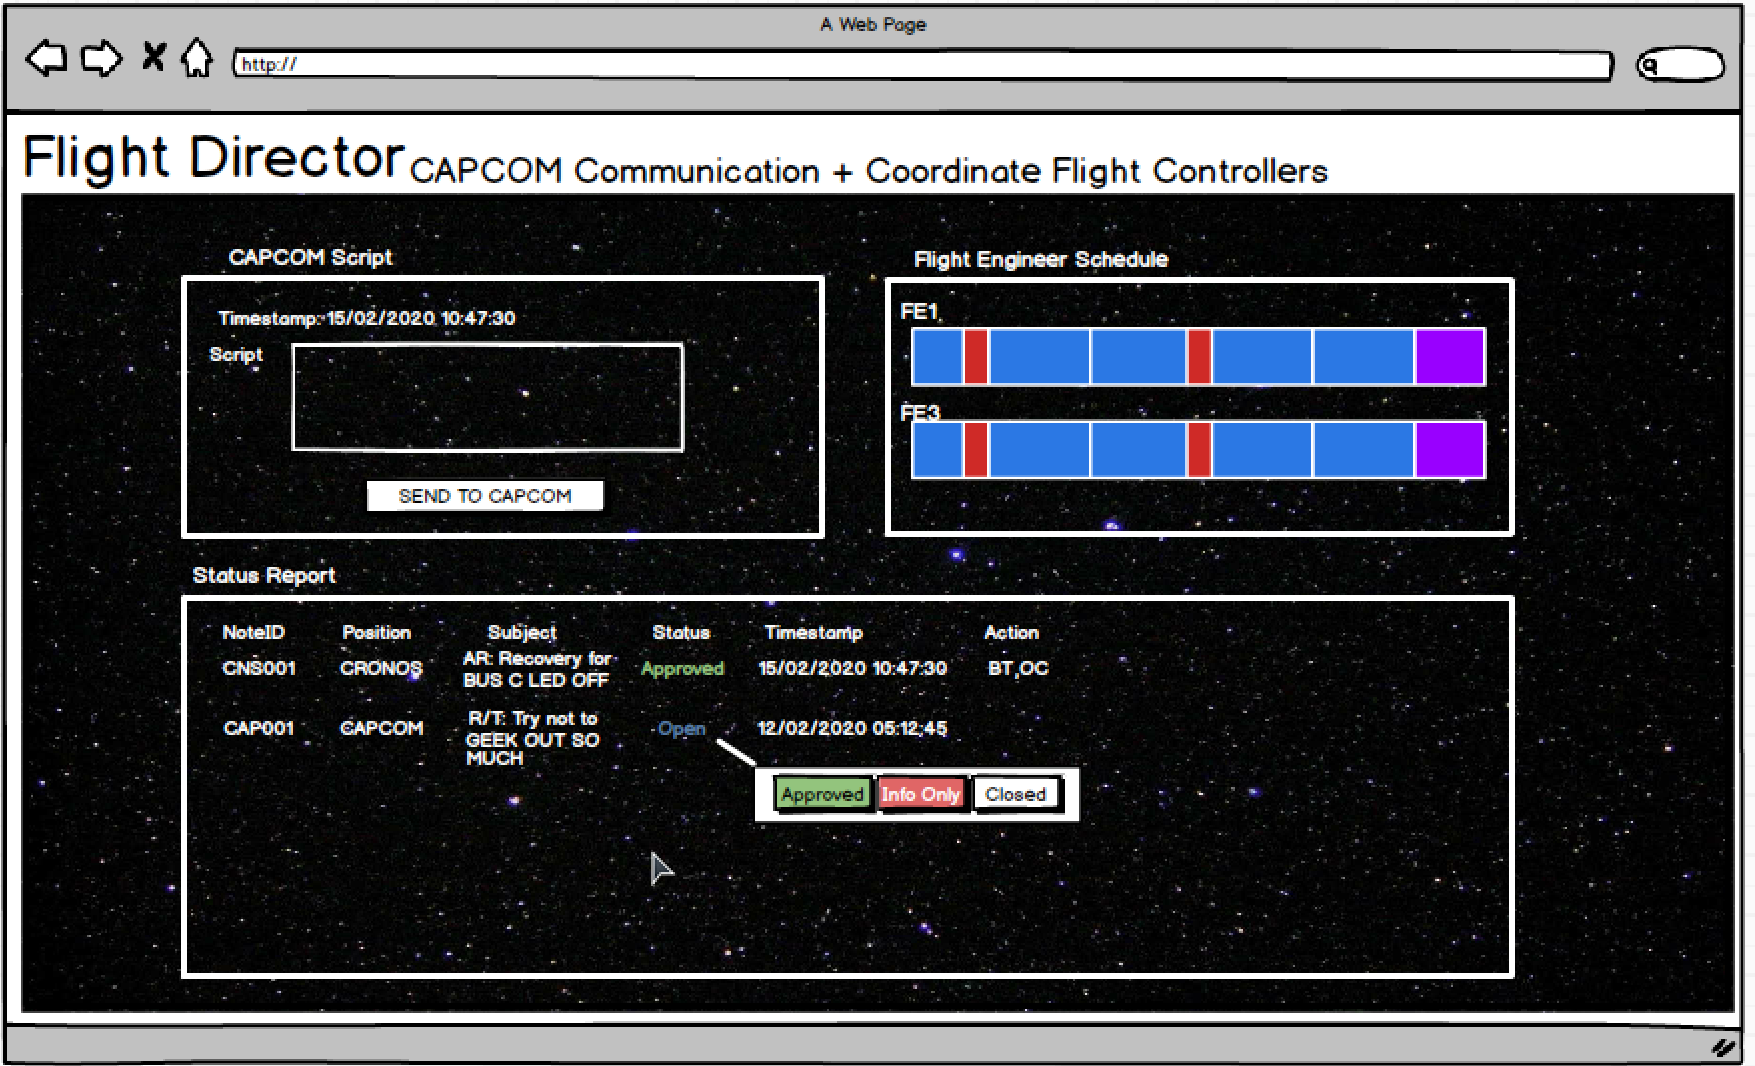 A Web Page
http://
Flight Director CAPCOM Communication + Coordinate Flight Controllers
CAPCOM Script
Timestamp: 15/02/2020 10:47:30
Script
SEND TO CAPCOM
Flight Engineer Schedule
FE1
FE3
Status Report
NoteID Position Subject Status Timestamp Action
CNS001 CRONOS AR: Recovery for Approved 15/02/2020 10:47:30 BT,OC
BUS C LED OFF
CAP001 CAPCOM R/T: Try not to Open 12/02/2020 05:12:45
GEEK OUT SO
MUCH
Approved Info Only Closed